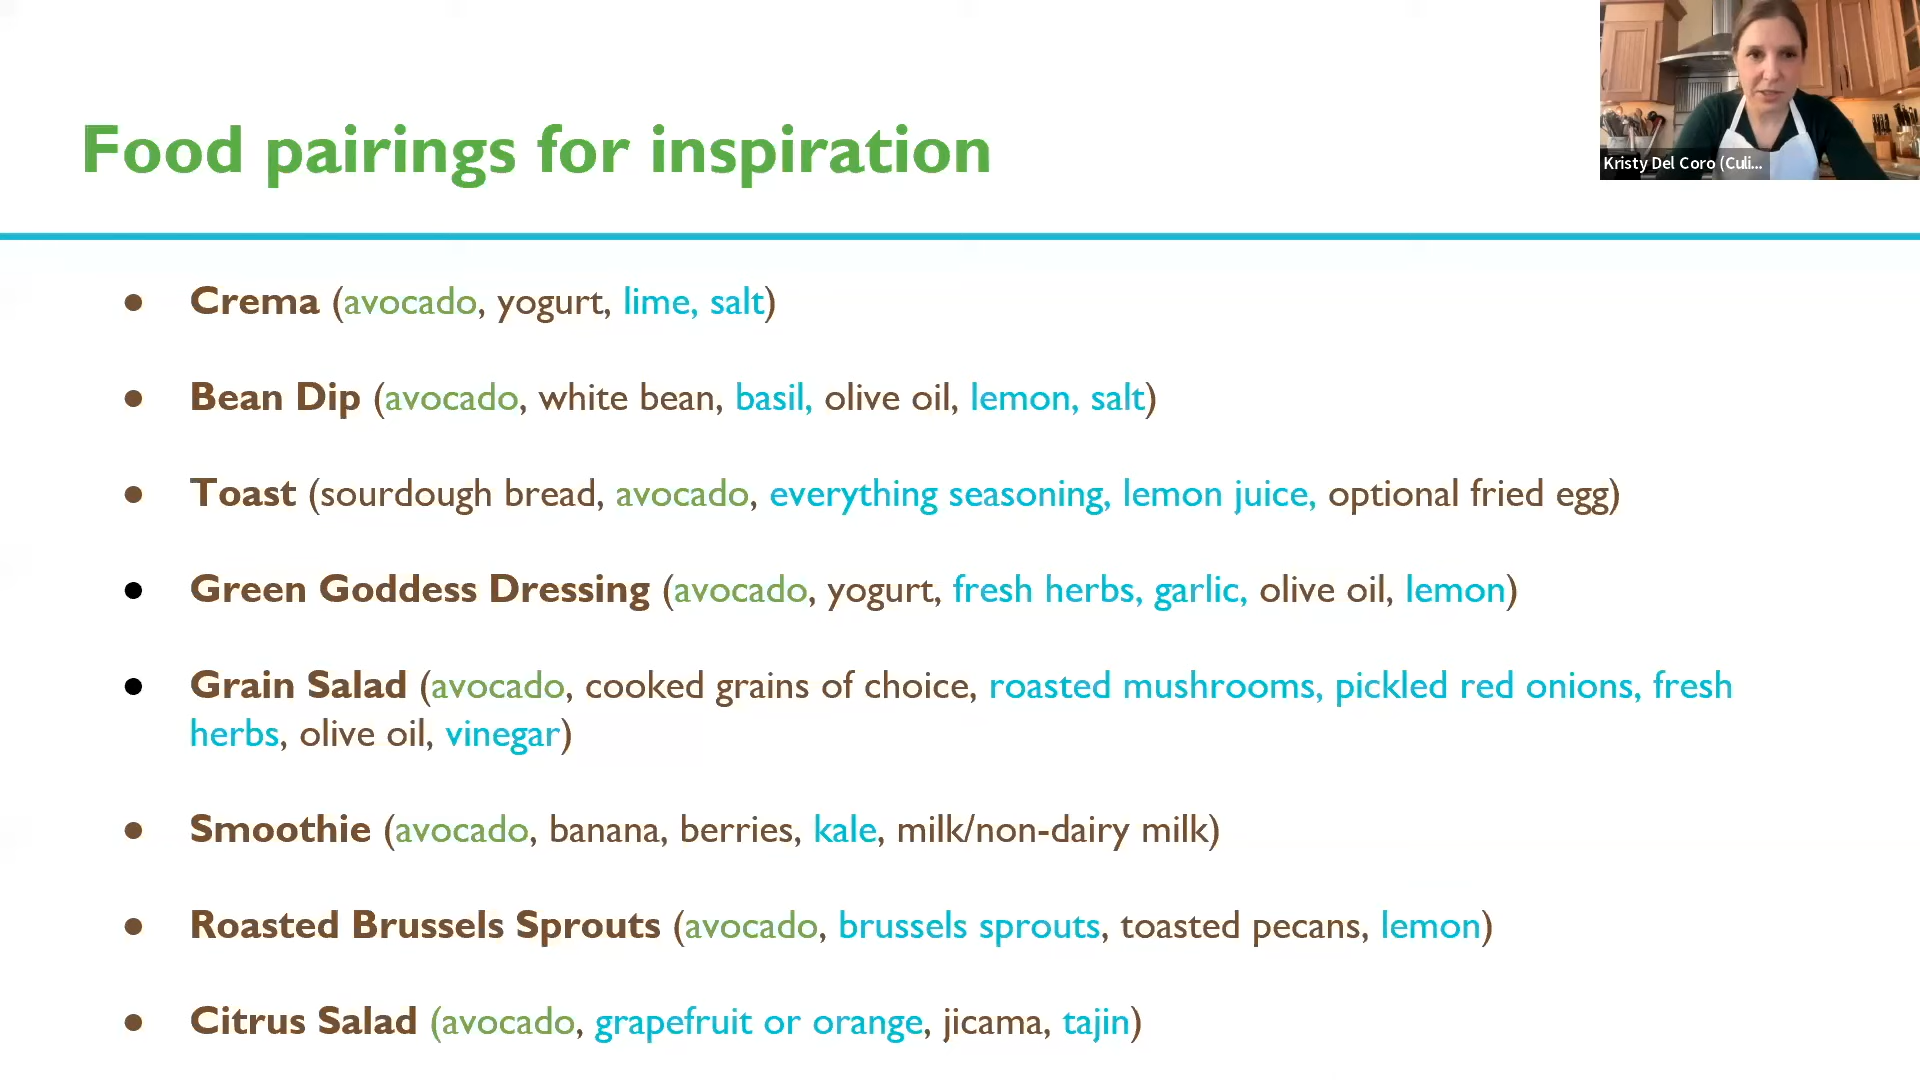 Food pairings for inspiration
Kristy Del Coro (Culi...
● Crema (avocado, yogurt, lime, salt)
● Bean Dip (avocado, white bean, basil, olive oil, lemon, salt)
● Toast (sourdough bread, avocado, everything seasoning, lemon juice, optional fried egg)
● Green Goddess Dressing (avocado, yogurt, fresh herbs, garlic, olive oil, lemon)
● Grain Salad (avocado, cooked grains of choice, roasted mushrooms, pickled red onions, fresh
herbs, olive oil, vinegar)
● Smoothie (avocado, banana, berries, kale, milk/non-dairy milk)
● Roasted Brussels Sprouts (avocado, brussels sprouts, toasted pecans, lemon)
● Citrus Salad (avocado, grapefruit or orange, jicama, tajin)